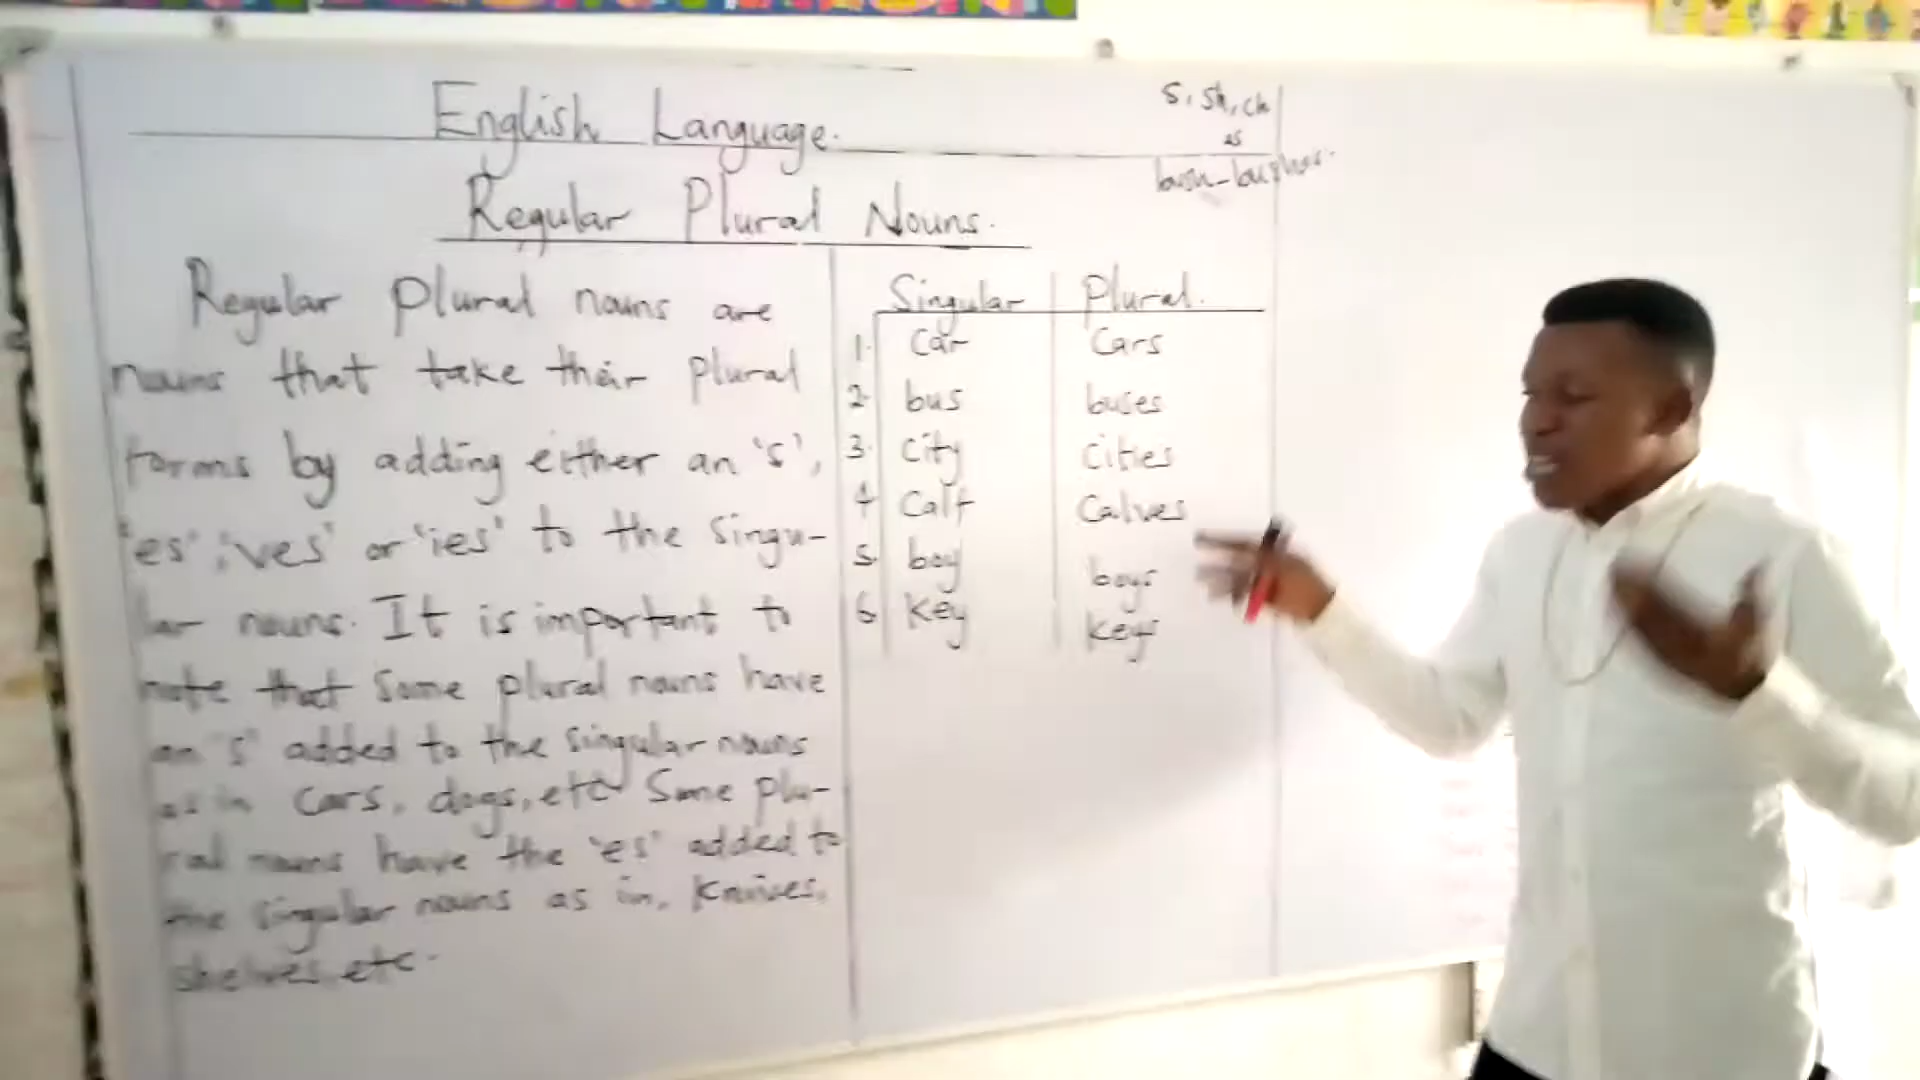 English Language.
Regular Plural Nouns.
s, sh, ch
as
bush-bushes.
Regular Plural nouns are
nouns that take their plural
forms by adding either an 's',
'es', 'ves' or 'ies' to the singu-
lar nouns. It is important to
note that some plural nouns have
an 's' added to the singular nouns
as in cars, dogs, etc. Some plu-
ral nouns have the 'es' added to
the singular nouns as in, knives,
shelves, etc.
Singular Plural.
1. Car Cars
2. bus buses
3. City Cities
4 Calf Calves
5. boy boys
6 Key Keys